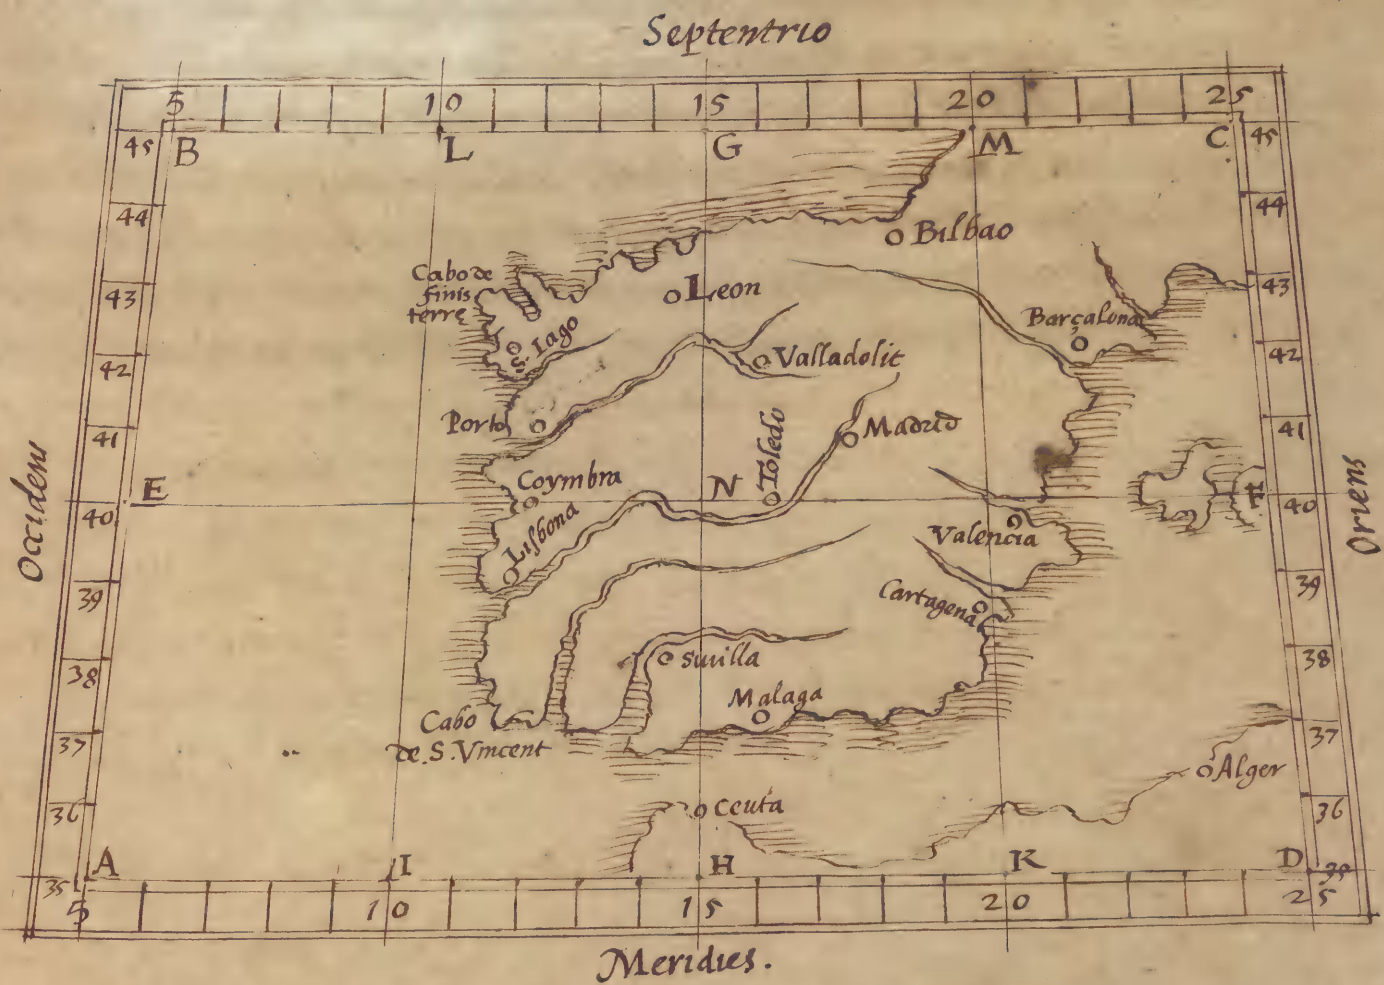 Septentrio
5 10 15 20 25
45 B L G M C 45
44 44
Bilbao
Cabo de
finis
terrę
43 Leon 43
S. Iago
Barçalona
42 Valladolit 42
Porto
41 Madrid 41
Toledo
Coymbra
E N F
40 40
Occidens
Oriens
Lisbona
Valencia
39 39
Cartagena
38 Sivilla 38
Malaga
Cabo
de. S. Vincent
37 37
Alger
36 Ceuta 36
A I H K D
35
5 10 15 20 25
Meridies.